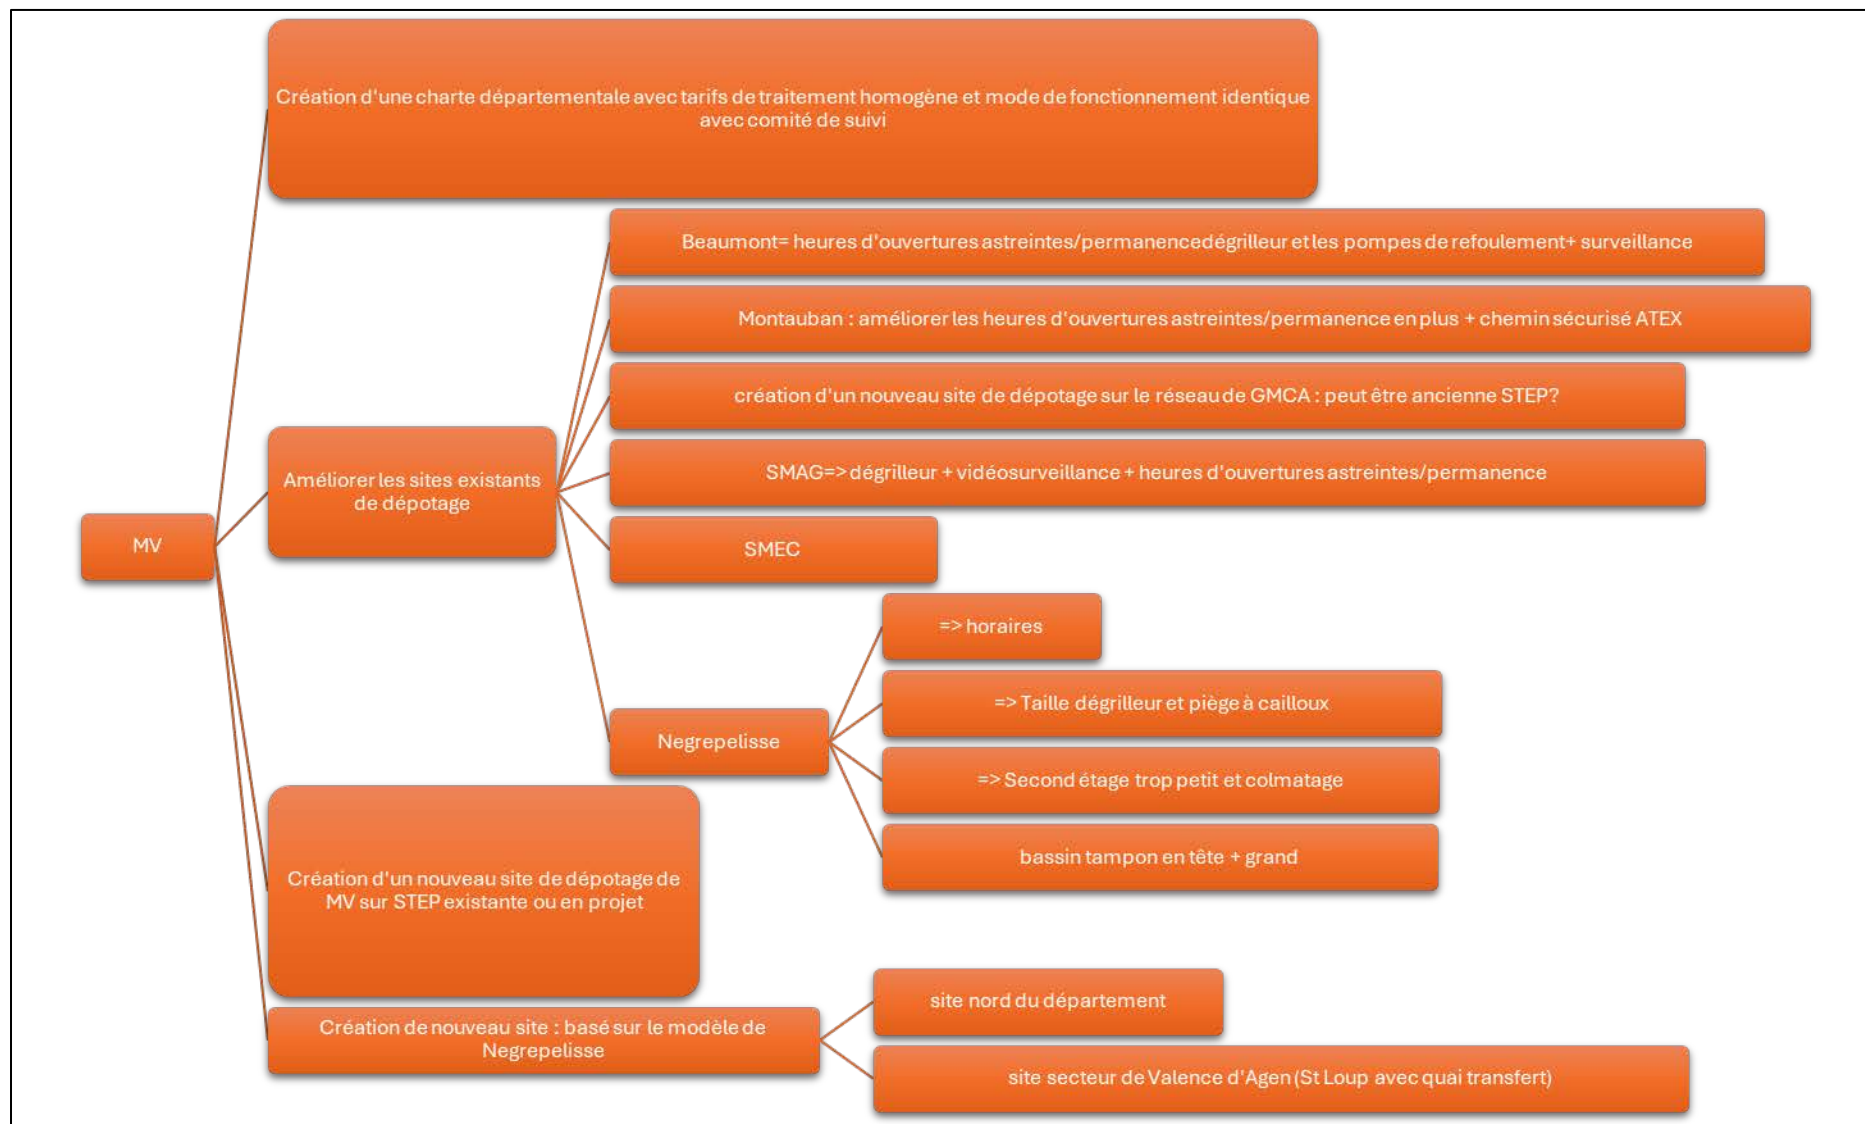 Création d'une charte départementale avec tarifs de traitement homogène et mode de fonctionnement identique
avec comité de suivi
Beaumont= heures d'ouvertures astreintes/permanencedégrilleur et les pompes de refoulement+ surveillance
Montauban : améliorer les heures d'ouvertures astreintes/permanence en plus + chemin sécurisé ATEX
création d'un nouveau site de dépotage sur le réseau de GMCA : peut être ancienne STEP?
Améliorer les sites existants
de dépotage
SMAG=> dégrilleur + vidéosurveillance + heures d'ouvertures astreintes/permanence
MV
SMEC
=> horaires
=> Taille dégrilleur et piège à cailloux
Negrepelisse
=> Second étage trop petit et colmatage
bassin tampon en tête + grand
Création d'un nouveau site de dépotage de
MV sur STEP existante ou en projet
site nord du département
Création de nouveau site : basé sur le modèle de
Negrepelisse
site secteur de Valence d'Agen (St Loup avec quai transfert)